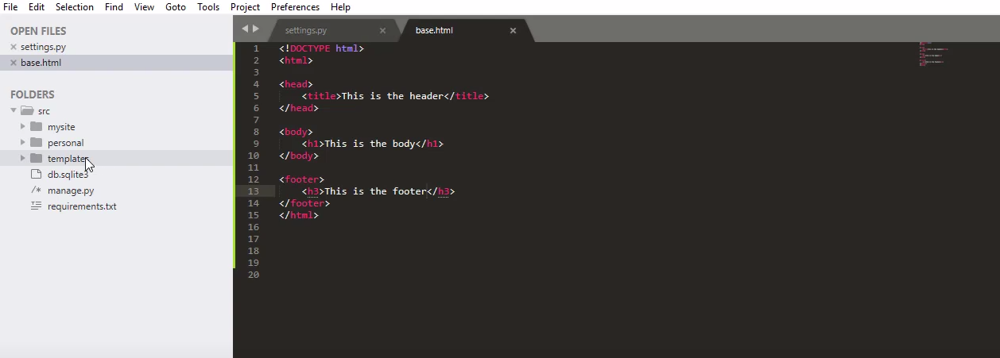 File Edit Selection Find View Goto Tools Project Preferences Help
OPEN FILES
settings.py
base.html
FOLDERS
src
mysite
personal
templates
db.sqlite3
/* manage.py
requirements.txt
settings.py
base.html
1 <!DOCTYPE html>
2 <html>
3
4 <head>
5 <title>This is the header</title>
6 </head>
7
8 <body>
9 <h1>This is the body</h1>
10 </body>
11
12 <footer>
13 <h3>This is the footer</h3>
14 </footer>
15 </html>
16
17
18
19
20